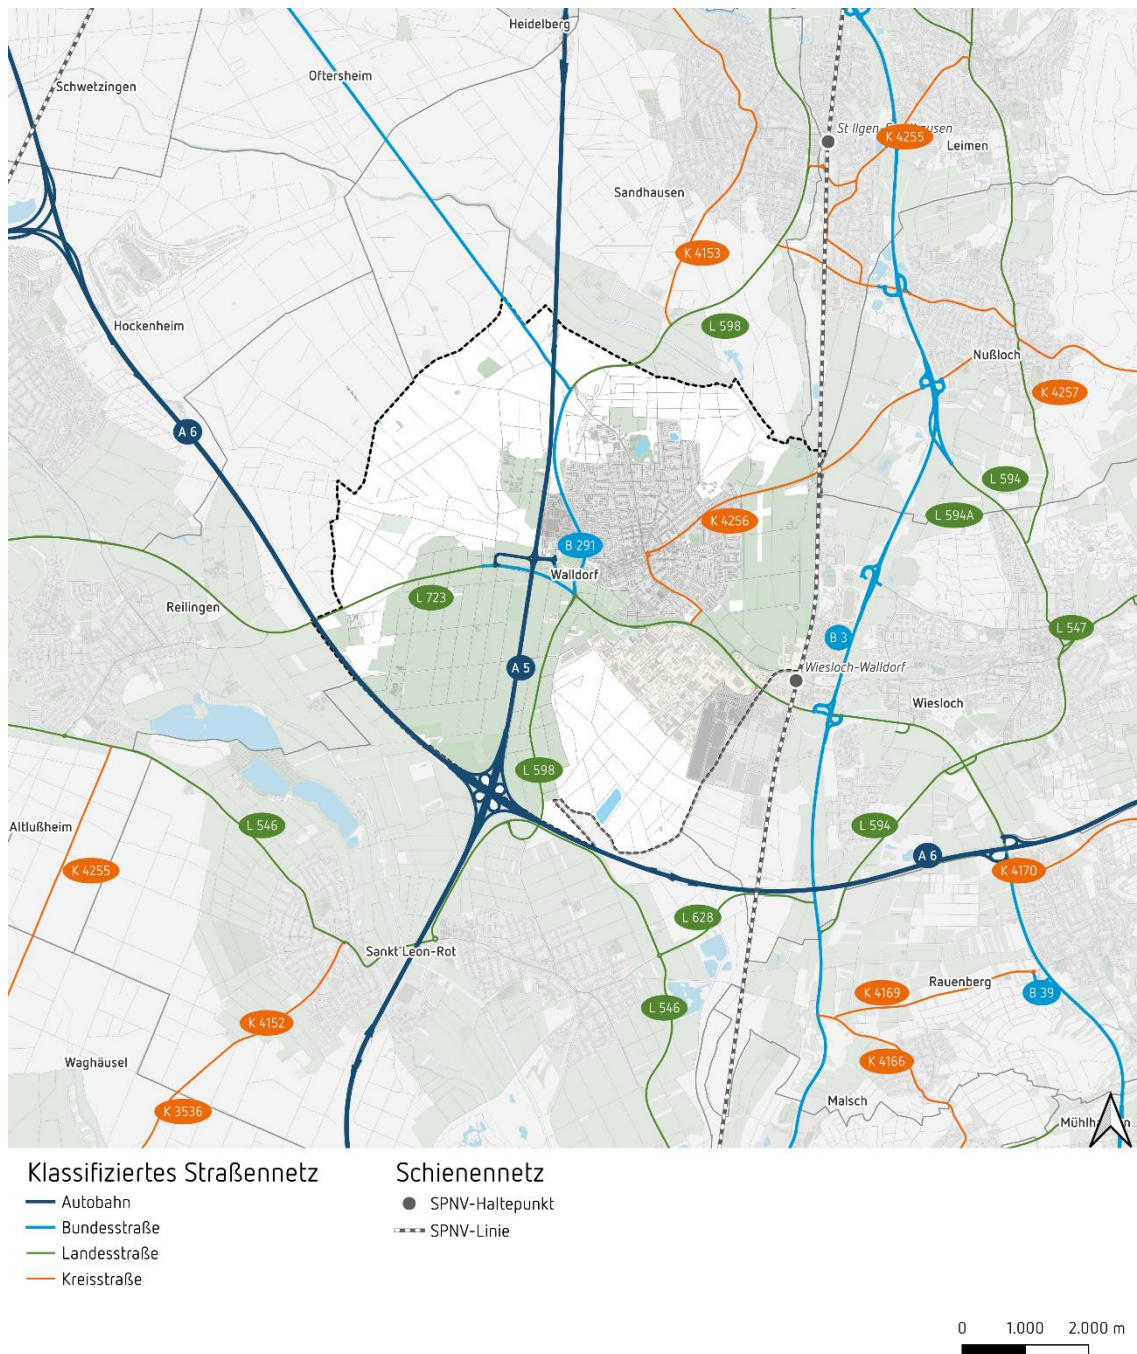 Heidelberg
Oftersheim
Schwetzingen
St Ilgen-Sandhausen
K 4255
Leimen
Sandhausen
K 4153
Hockenheim
L 598
Nußloch
K 4257
A 6
L 594
L 594A
K 4256
B 291
Walldorf
L 723
Reilingen
L 547
B 3
A 5
Wiesloch-Walldorf
Wiesloch
L 598
Altlußheim
L 546
L 594
A 6
K 4255
K 4170
L 628
Sankt Leon-Rot
Rauenberg
K 4169
B 39
L 546
K 4152
Waghäusel
K 4166
K 3536
Malsch
Mühlhausen
Klassifiziertes Straßennetz
Autobahn
Bundesstraße
Landesstraße
Kreisstraße
Schienennetz
SPNV-Haltepunkt
SPNV-Linie
0 1.000 2.000 m